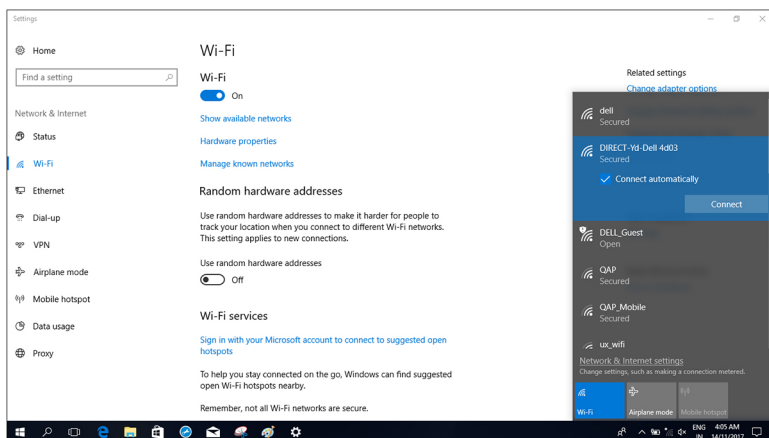 Settings
Home
Find a setting
Network & Internet
Status
Wi-Fi
Ethernet
Dial-up
VPN
Airplane mode
Mobile hotspot
Data usage
Proxy
Wi-Fi
Wi-Fi
On
Show available networks
Hardware properties
Manage known networks
Random hardware addresses
Use random hardware addresses to make it harder for people to
track your location when you connect to different Wi-Fi networks.
This setting applies to new connections.
Use random hardware addresses
Off
Wi-Fi services
Sign in with your Microsoft account to connect to suggested open
hotspots
To help you stay connected on the go, Windows can find suggested
open Wi-Fi hotspots nearby.
Remember, not all Wi-Fi networks are secure.
Related settings
Change adapter options
dell
Secured
DIRECT-Yd-Dell 4d03
Secured
Connect automatically
Connect
DELL_Guest
Open
QAP
Secured
QAP_Mobile
Secured
ux_wifi
Network & Internet settings
Change settings, such as making a connection metered.
Wi-Fi
Airplane mode
Mobile hotspot
ENG
IN
4:05 AM
14/11/2017